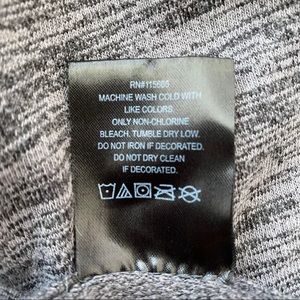 RN#115665
MACHINE WASH COLD WITH
LIKE COLORS.
ONLY NON-CHLORINE
BLEACH. TUMBLE DRY LOW.
DO NOT IRON IF DECORATED.
DO NOT DRY CLEAN
IF DECORATED.